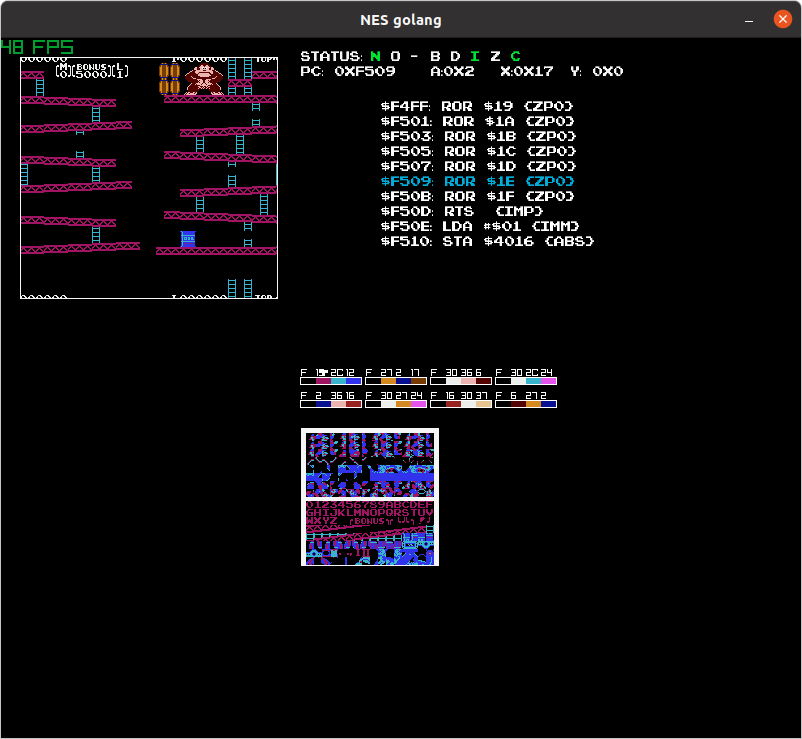 NES golang
48 FPS
STATUS: N O - B D I Z C
PC: 0XF509 A:0X2 X:0X17 Y: 0X0
M BONUS L
0 5000 1
$F4FF: ROR $19 {ZP0}
$F501: ROR $1A {ZP0}
$F503: ROR $1B {ZP0}
$F505: ROR $1C {ZP0}
$F507: ROR $1D {ZP0}
$F509: ROR $1E {ZP0}
$F50B: ROR $1F {ZP0}
$F50D: RTS {IMP}
$F50E: LDA #$01 {IMM}
$F510: STA $4016 {ABS}
F 2C 12 F 27 2 17 F 30 36 6 F 30 2C 24
F 2 36 16 F 30 27 24 F 16 30 37 F 6 27 2
0123456789ABCDEF
GHIJKLMNOPQRSTUV
WXYZ BONUS